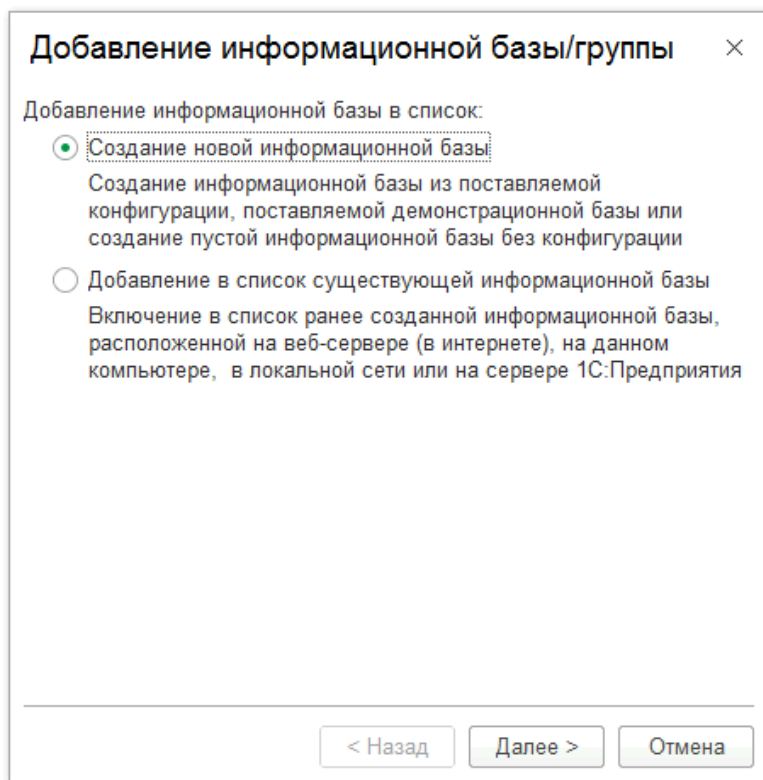 Добавление информационной базы/группы
Добавление информационной базы в список:
Создание новой информационной базы
Создание информационной базы из поставляемой
конфигурации, поставляемой демонстрационной базы или
создание пустой информационной базы без конфигурации
Добавление в список существующей информационной базы
Включение в список ранее созданной информационной базы,
расположенной на веб-сервере (в интернете), на данном
компьютере,  в локальной сети или на сервере 1С:Предприятия
< Назад Далее > Отмена